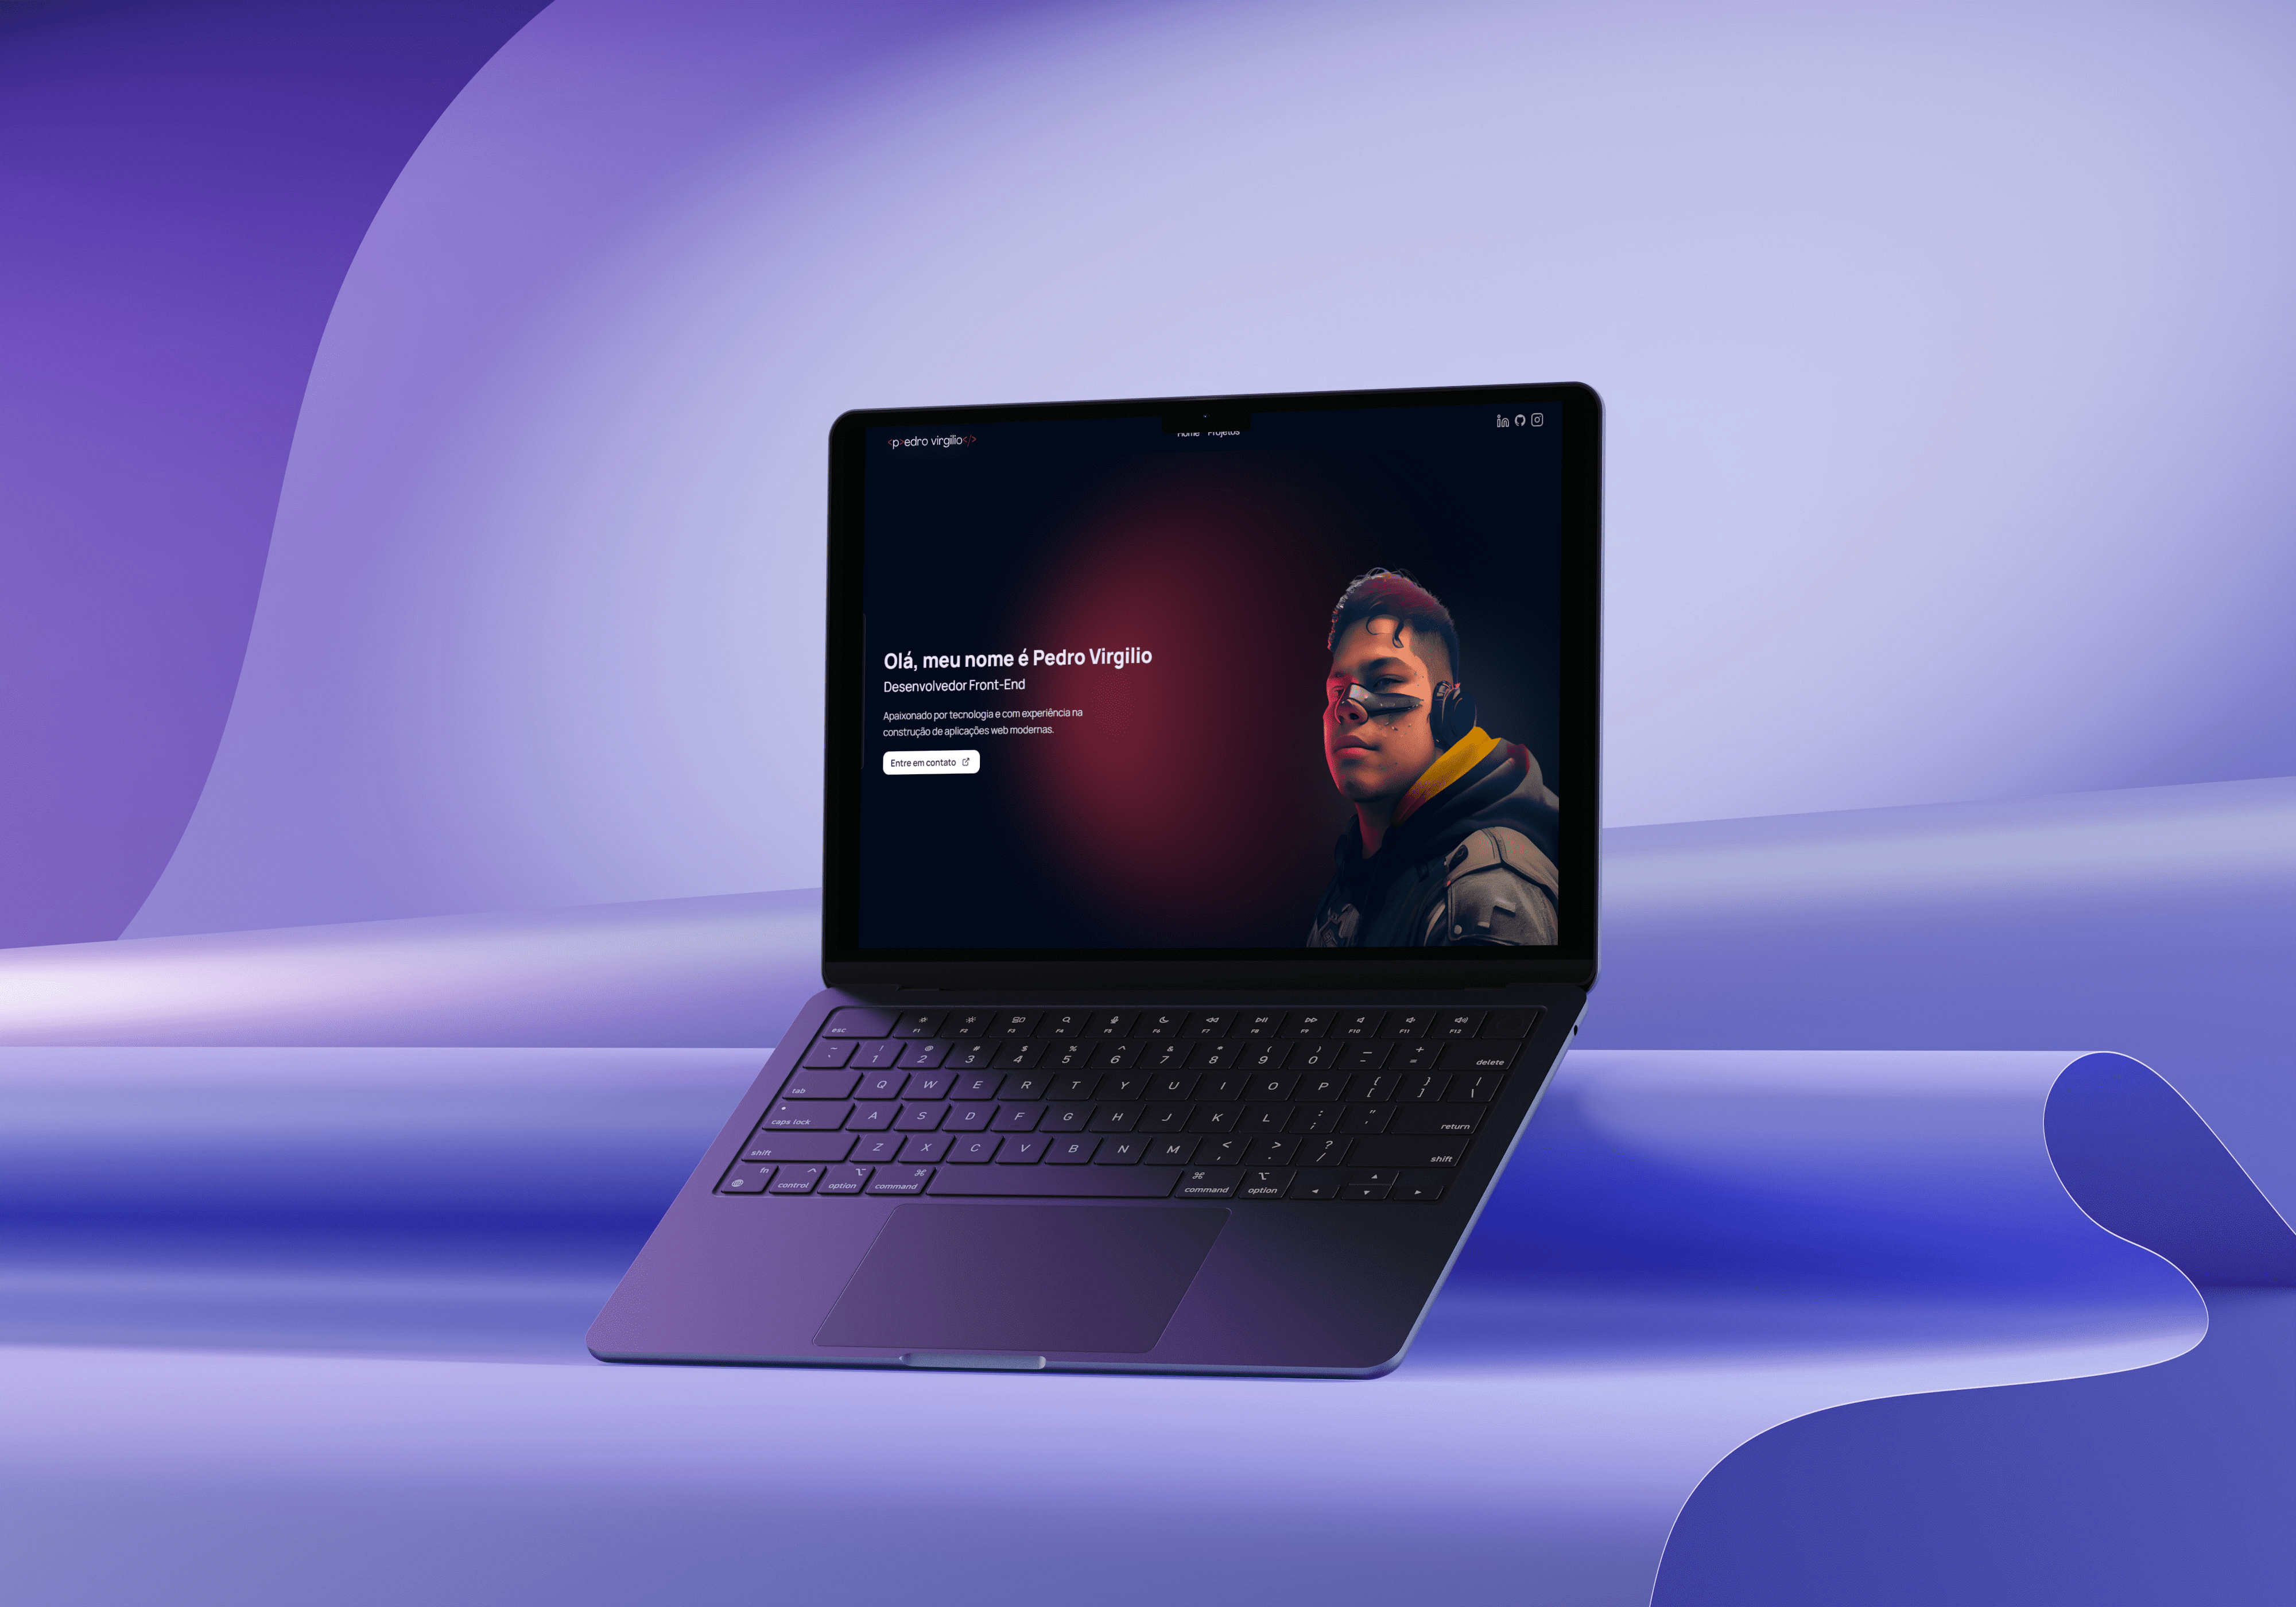 <p>edro virgilio</>
Home Projetos
Olá, meu nome é Pedro Virgilio
Desenvolvedor Front-End
Apaixonado por tecnologia e com experiência na
construção de aplicações web modernas.
Entre em contato
esc F1 F2 F3 F4 F5 F6 F7 F8 F9 F10 F11 F12
~ ! @ # $ % ^ & * ( ) — +
` 1 2 3 4 5 6 7 8 9 0 - = delete
tab Q W E R T Y U I O P { [ } ] | \
caps lock A S D F G H J K L : ; " ' return
shift Z X C V B N M < , > . ? / shift
fn control option command command option